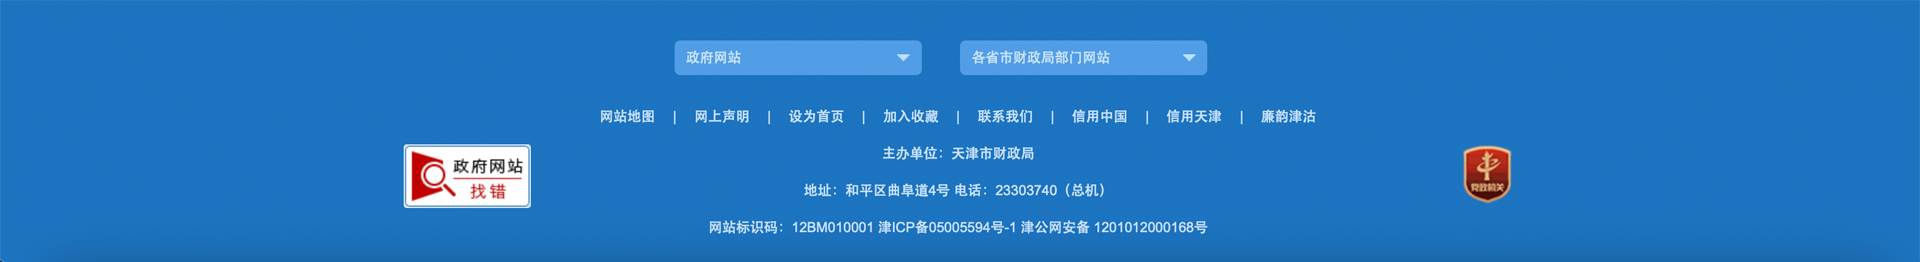 政府网站 各省市财政局部门网站
网站地图 | 网上声明 | 设为首页 | 加入收藏 | 联系我们 | 信用中国 | 信用天津 | 廉韵津沽
政府网站
找错
主办单位：天津市财政局
党政机关
地址：和平区曲阜道4号 电话：23303740（总机）
网站标识码：12BM010001 津ICP备05005594号-1 津公网安备 1201012000168号